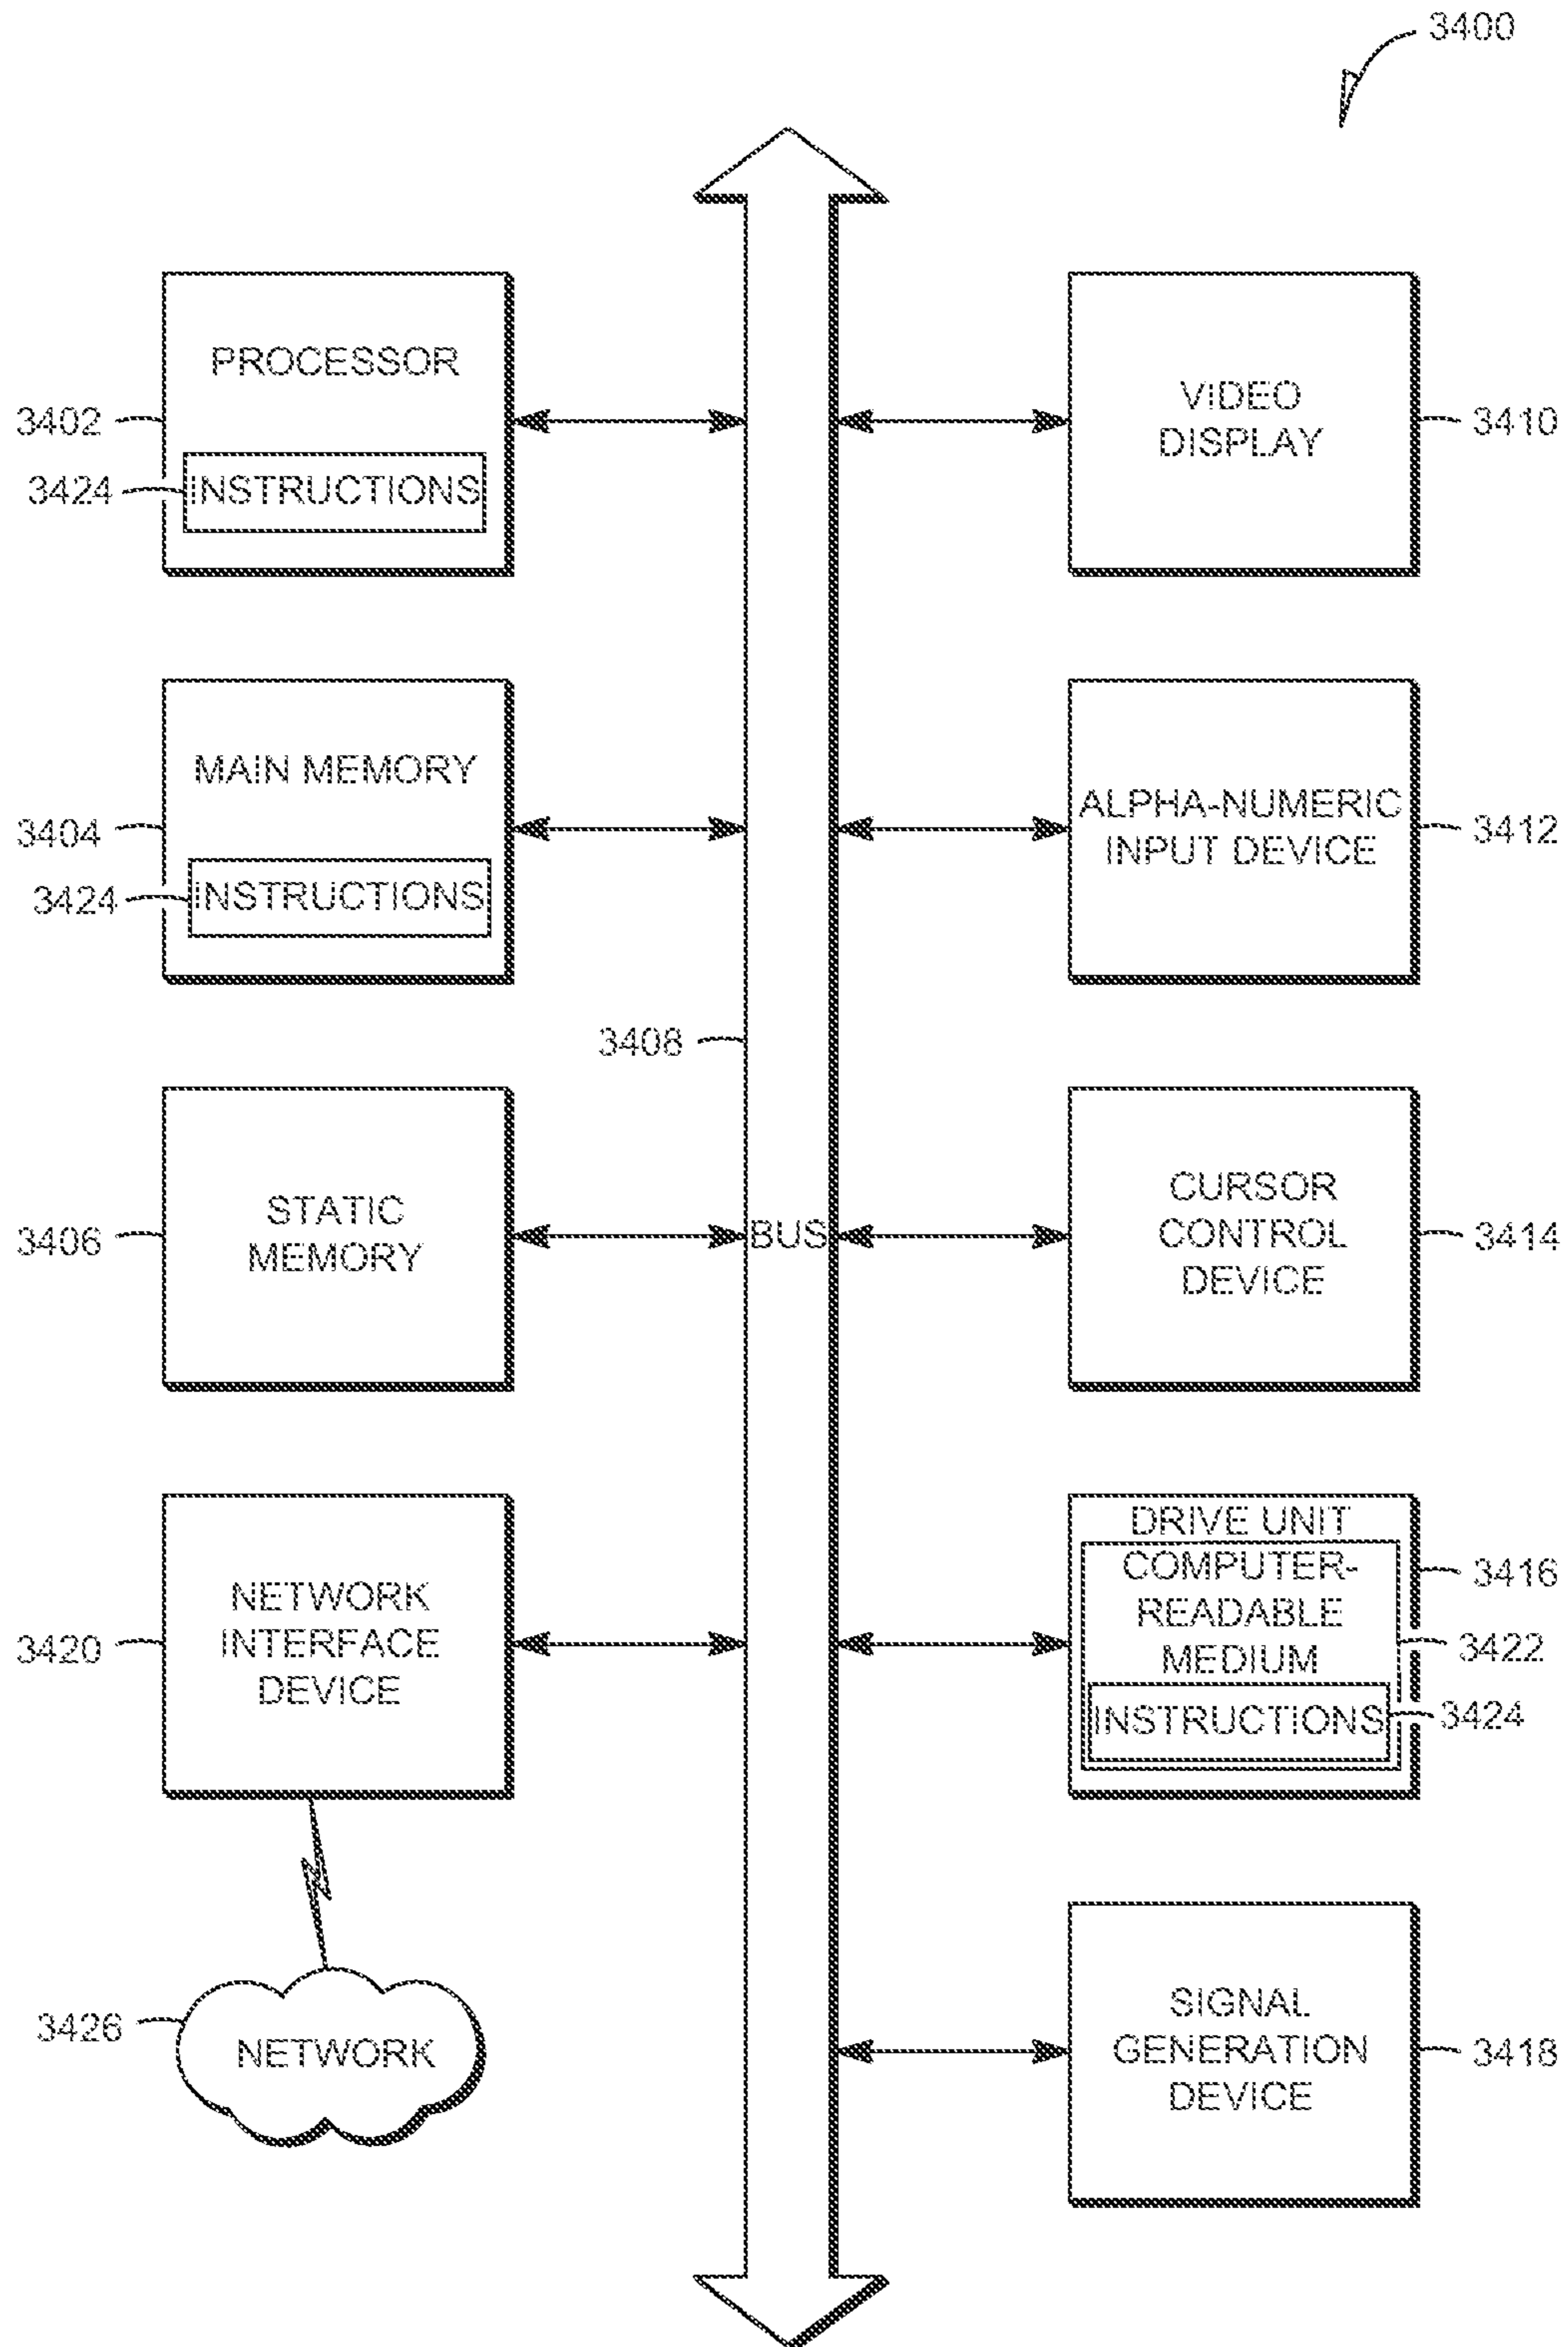 3400
PROCESSOR
3402
3424
INSTRUCTIONS
VIDEO
DISPLAY
3410
MAIN MEMORY
3404
3424
INSTRUCTIONS
ALPHA-NUMERIC
INPUT DEVICE
3412
3408
STATIC
MEMORY
3406
BUS
CURSOR
CONTROL
DEVICE
3414
NETWORK
INTERFACE
DEVICE
3420
DRIVE UNIT
COMPUTER-
READABLE
MEDIUM
INSTRUCTIONS
3416
3422
3424
3426
NETWORK
SIGNAL
GENERATION
DEVICE
3418